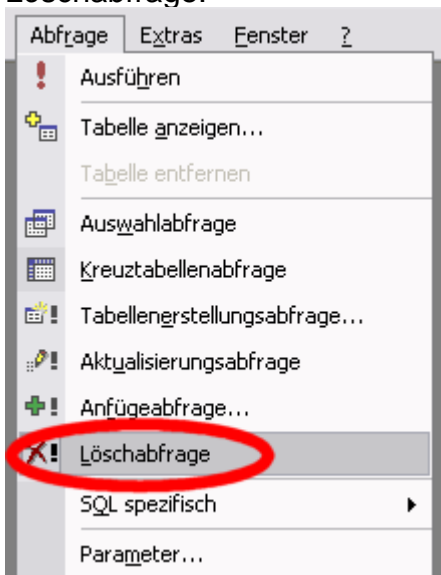 Löschabfrage.
Abfrage Extras Fenster ?
Ausführen
Tabelle anzeigen...
Tabelle entfernen
Auswahlabfrage
Kreuztabellenabfrage
Tabellenerstellungsabfrage...
Aktualisierungsabfrage
Anfügeabfrage...
Löschabfrage
SQL spezifisch
Parameter...